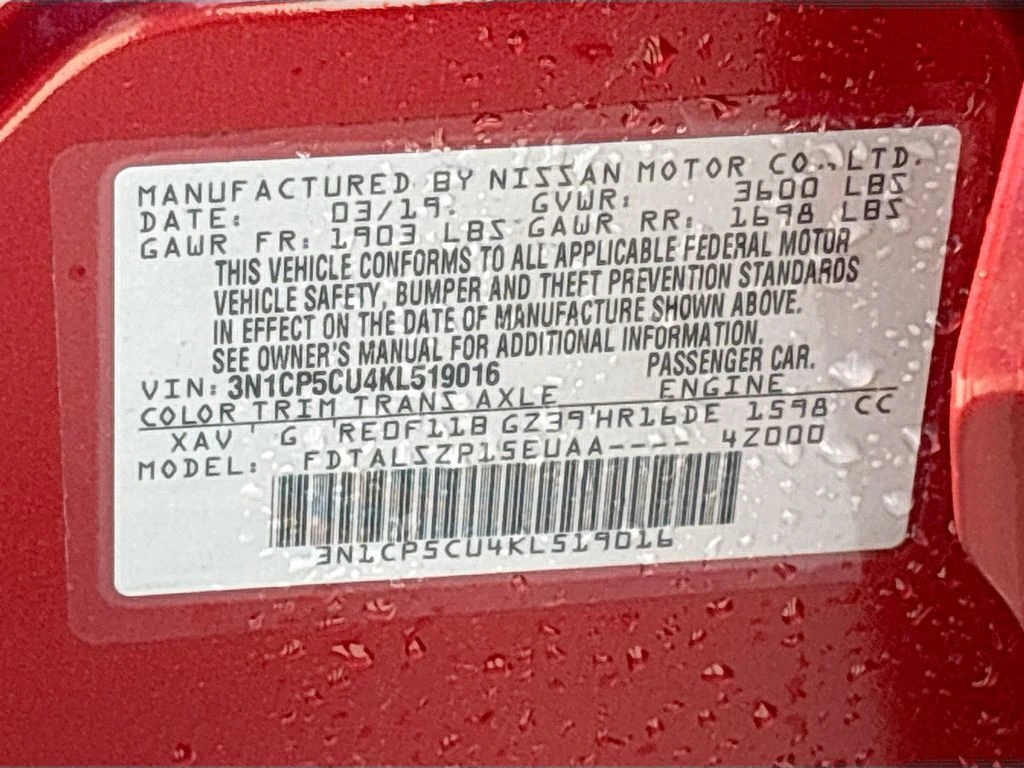 MANUFACTURED BY NISSAN MOTOR CO., LTD.
DATE: 03/19. GVWR: 3600 LBS
GAWR FR: 1903 LBS GAWR RR: 1698 LBS
THIS VEHICLE CONFORMS TO ALL APPLICABLE FEDERAL MOTOR
VEHICLE SAFETY, BUMPER AND THEFT PREVENTION STANDARDS
IN EFFECT ON THE DATE OF MANUFACTURE SHOWN ABOVE.
SEE OWNER'S MANUAL FOR ADDITIONAL INFORMATION.
PASSENGER CAR.
VIN: 3N1CP5CU4KL519016
COLOR TRIM TRANS AXLE ENGINE
XAV G RE0F11B GZ39 HR16DE 1598 CC
MODEL: FDTALSZP15EUAA---- 4Z000
3N1CP5CU4KL519016